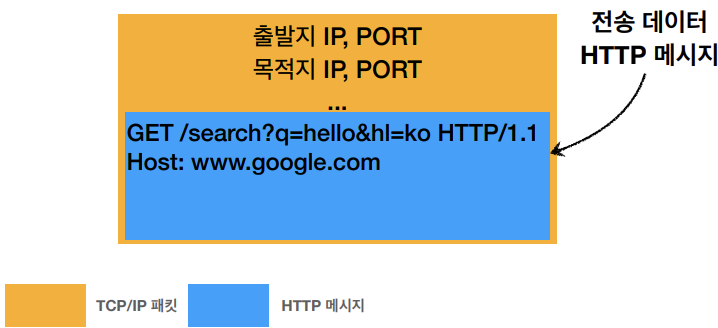 출발지 IP, PORT
목적지 IP, PORT
...
GET /search?q=hello&hl=ko HTTP/1.1
Host: www.google.com
전송 데이터
HTTP 메시지
TCP/IP 패킷
HTTP 메시지